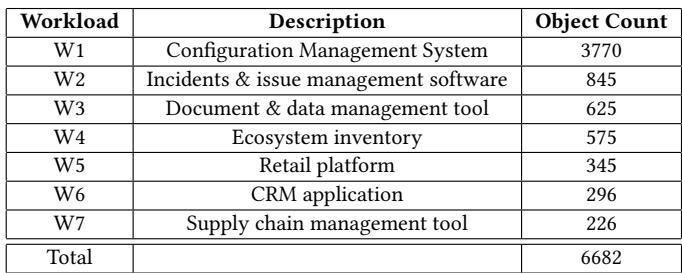 Workload Description Object Count
W1 Configuration Management System 3770
W2 Incidents & issue management software 845
W3 Document & data management tool 625
W4 Ecosystem inventory 575
W5 Retail platform 345
W6 CRM application 296
W7 Supply chain management tool 226
Total 6682